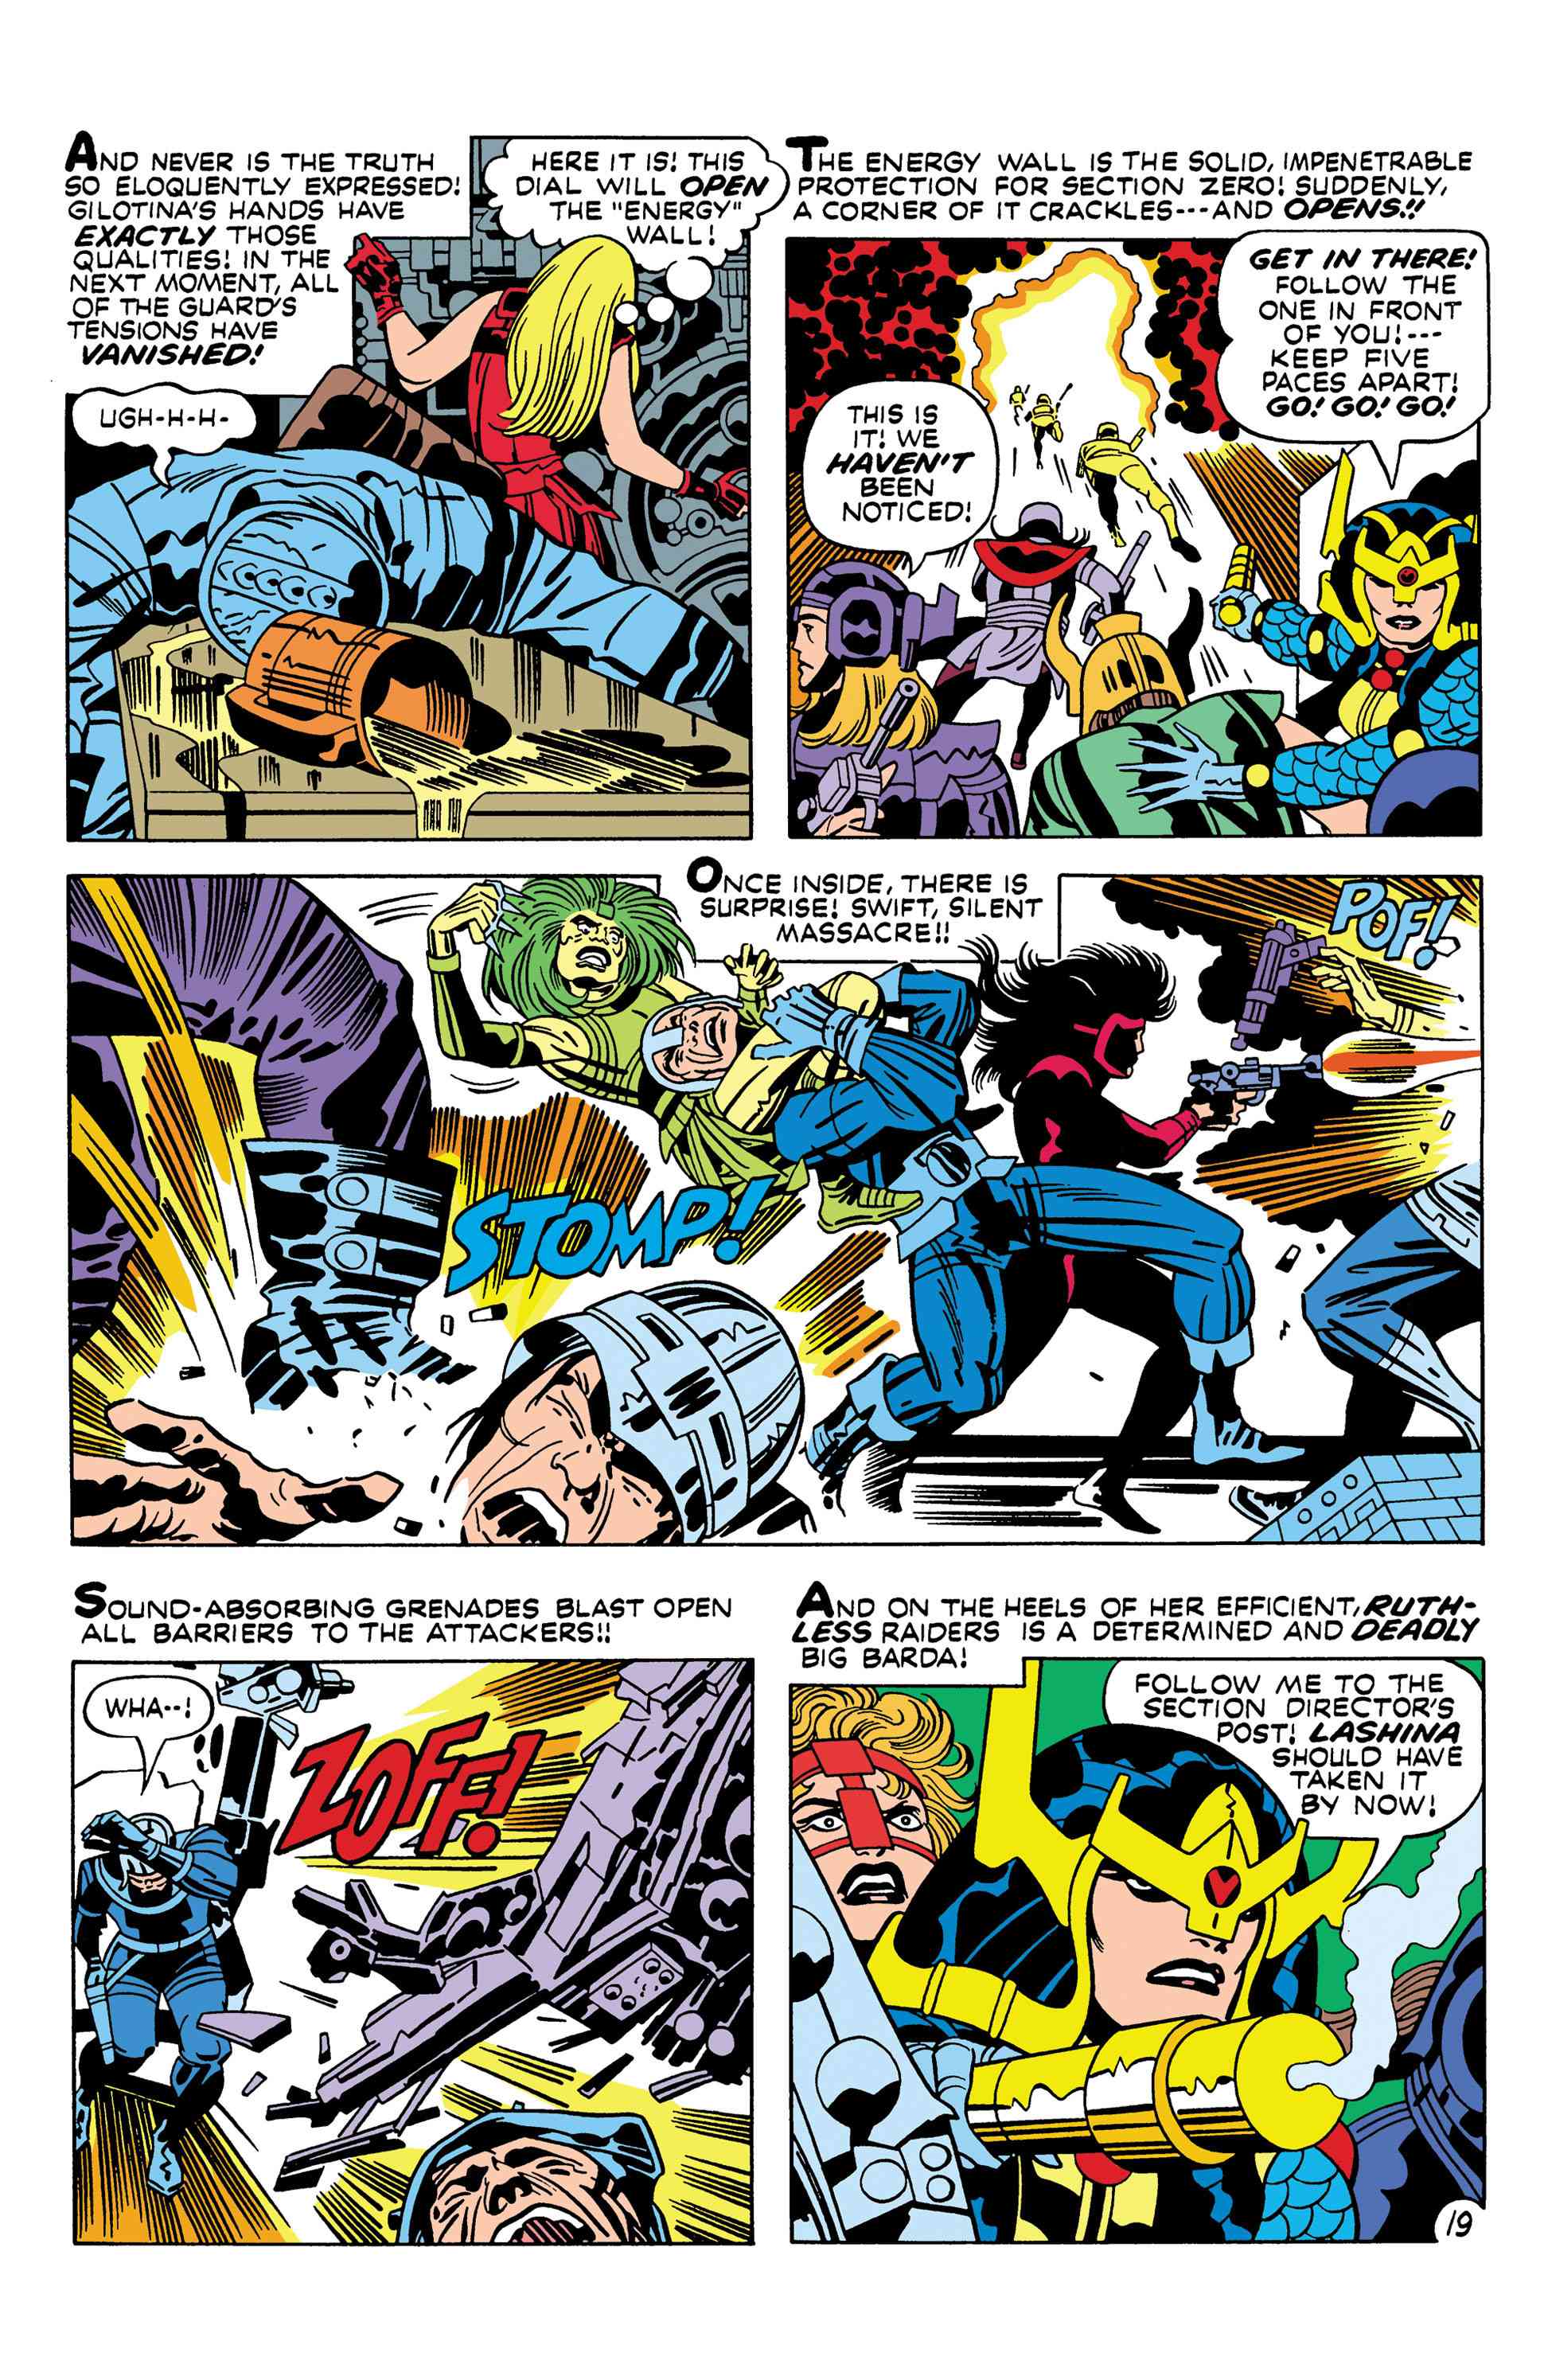 AND NEVER IS THE TRUTH
SO ELOQUENTLY EXPRESSED!
GILOTINA'S HANDS HAVE
EXACTLY THOSE
QUALITIES! IN THE
NEXT MOMENT, ALL
OF THE GUARD'S
TENSIONS HAVE
VANISHED!
UGH-H-H-
HERE IT IS! THIS
DIAL WILL OPEN
THE "ENERGY"
WALL!
THE ENERGY WALL IS THE SOLID, IMPENETRABLE
PROTECTION FOR SECTION ZERO! SUDDENLY,
A CORNER OF IT CRACKLES---AND OPENS!!
THIS IS
IT! WE
HAVEN'T
BEEN
NOTICED!
GET IN THERE!
FOLLOW THE
ONE IN FRONT
OF YOU!---
KEEP FIVE
PACES APART!
GO! GO! GO!
ONCE INSIDE, THERE IS
SURPRISE! SWIFT, SILENT
MASSACRE!!
STOMP!
POF!
SOUND-ABSORBING GRENADES BLAST OPEN
ALL BARRIERS TO THE ATTACKERS!!
WHA--!
ZOFF!
AND ON THE HEELS OF HER EFFICIENT, RUTH-
LESS RAIDERS IS A DETERMINED AND DEADLY
BIG BARDA!
FOLLOW ME TO THE
SECTION DIRECTOR'S
POST! LASHINA
SHOULD HAVE
TAKEN IT
BY NOW!
19